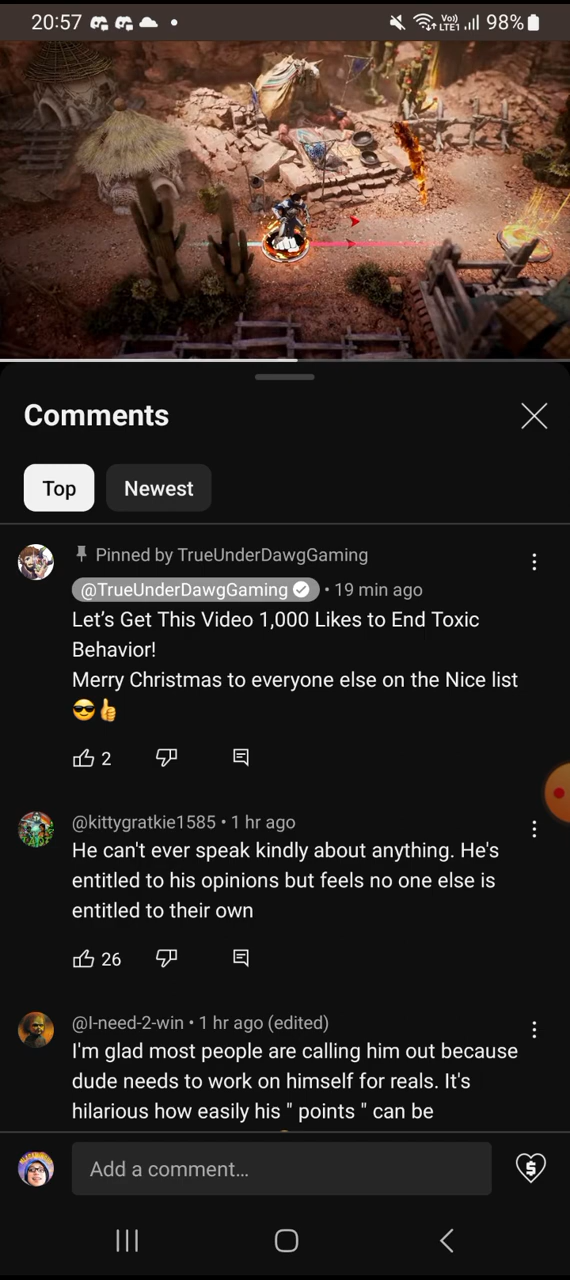 20:57
Vo))
LTE1
98%
Comments
Top
Newest
Pinned by TrueUnderDawgGaming
@TrueUnderDawgGaming • 19 min ago
Let’s Get This Video 1,000 Likes to End Toxic
Behavior!
Merry Christmas to everyone else on the Nice list
😎👍
2
@kittygratkie1585 • 1 hr ago
He can't ever speak kindly about anything. He's
entitled to his opinions but feels no one else is
entitled to their own
26
@I-need-2-win • 1 hr ago (edited)
I'm glad most people are calling him out because
dude needs to work on himself for reals. It's
hilarious how easily his " points " can be
Add a comment...